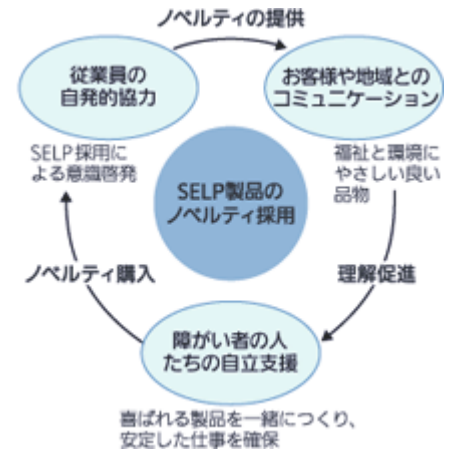 ノベルティの提供
従業員の
自発的協力
お客様や地域との
コミュニケーション
SELP採用に
よる意識啓発
福祉と環境に
やさしい良い
品物
SELP製品の
ノベルティ採用
ノベルティ購入
理解促進
障がい者の人
たちの自立支援
喜ばれる製品を一緒につくり、
安定した仕事を確保